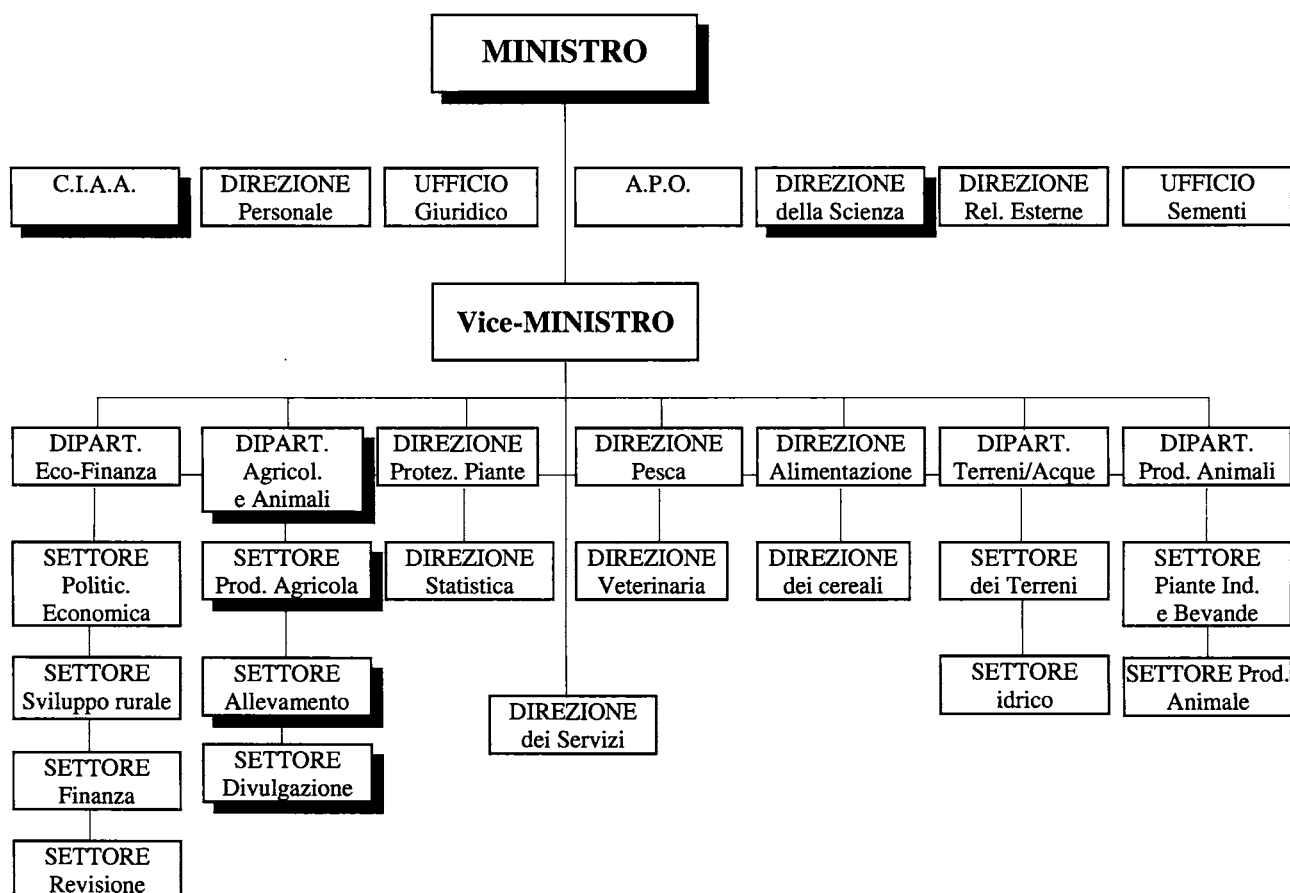 MINISTRO
C.I.A.A.
DIREZIONE
Personale
UFFICIO
Giuridico
A.P.O.
DIREZIONE
della Scienza
DIREZIONE
Rel. Esterne
UFFICIO
Sementi
Vice-MINISTRO
DIPART.
Eco-Finanza
DIPART.
Agricol.
e Animali
DIREZIONE
Protez. Piante
DIREZIONE
Pesca
DIREZIONE
Alimentazione
DIPART.
Terreni/Acque
DIPART.
Prod. Animali
SETTORE
Politic.
Economica
SETTORE
Prod. Agricola
DIREZIONE
Statistica
DIREZIONE
Veterinaria
DIREZIONE
dei cereali
SETTORE
dei Terreni
SETTORE
Piante Ind.
e Bevande
SETTORE
Sviluppo rurale
SETTORE
Allevamento
SETTORE
idrico
SETTORE Prod.
Animale
DIREZIONE
dei Servizi
SETTORE
Finanza
SETTORE
Divulgazione
SETTORE
Revisione